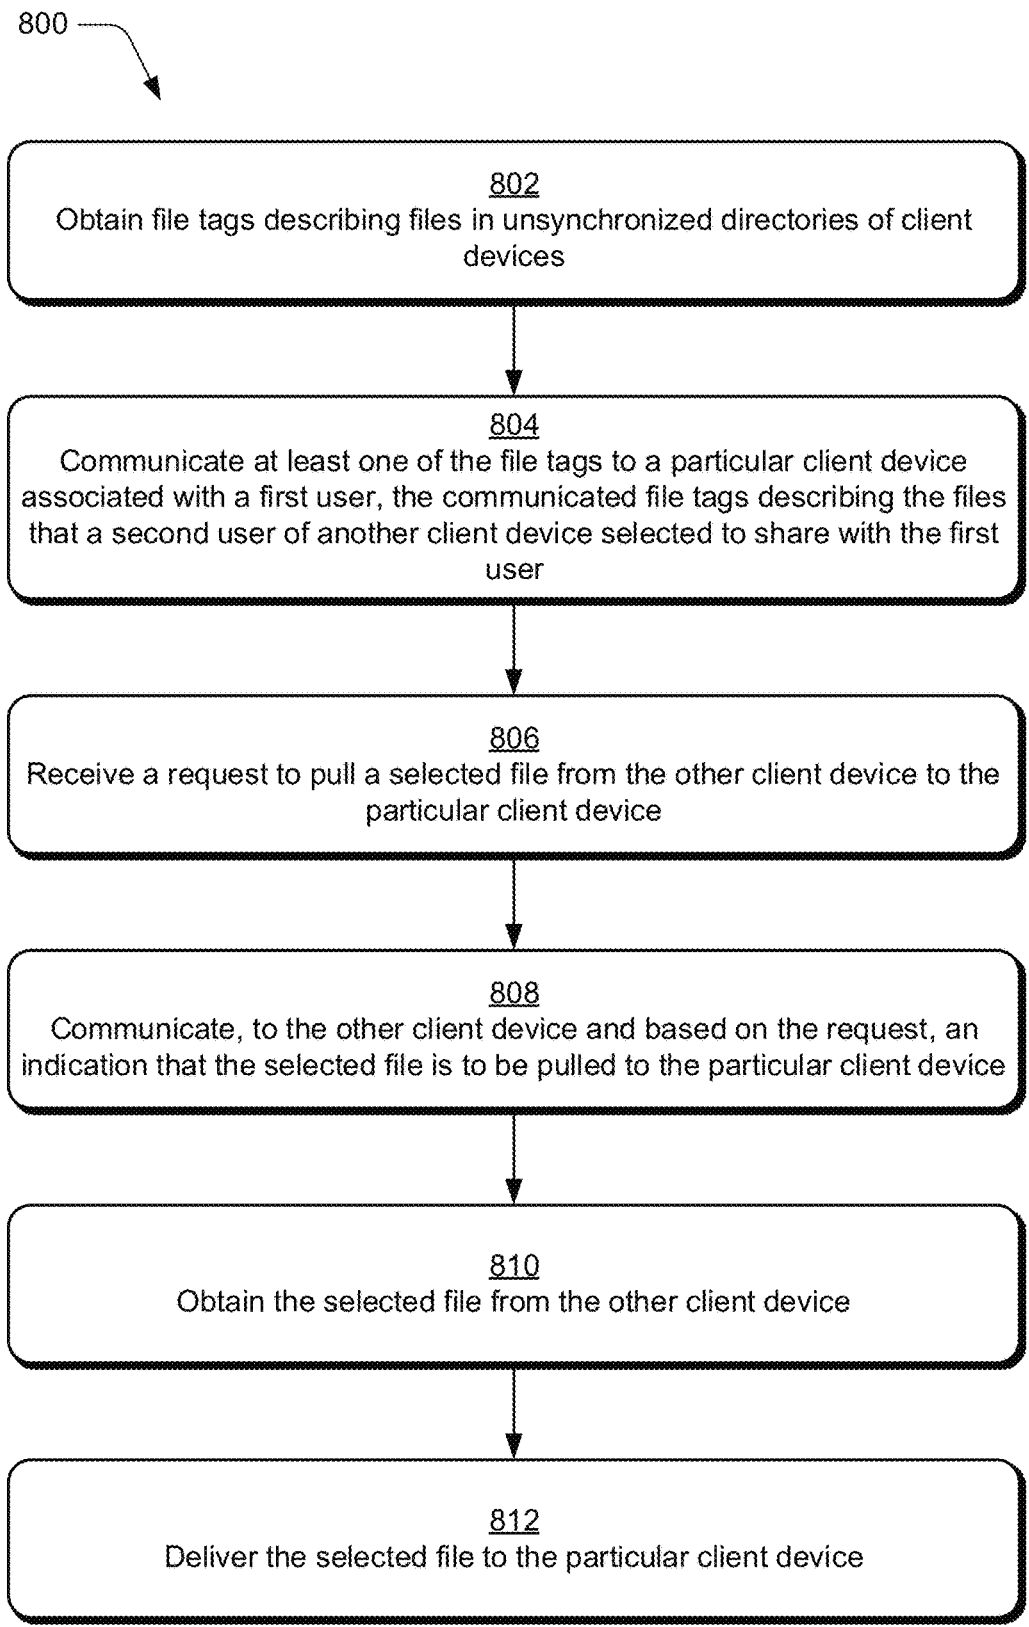 800
802
Obtain file tags describing files in unsynchronized directories of client
devices
804
Communicate at least one of the file tags to a particular client device
associated with a first user, the communicated file tags describing the files
that a second user of another client device selected to share with the first
user
806
Receive a request to pull a selected file from the other client device to the
particular client device
808
Communicate, to the other client device and based on the request, an
indication that the selected file is to be pulled to the particular client device
810
Obtain the selected file from the other client device
812
Deliver the selected file to the particular client device